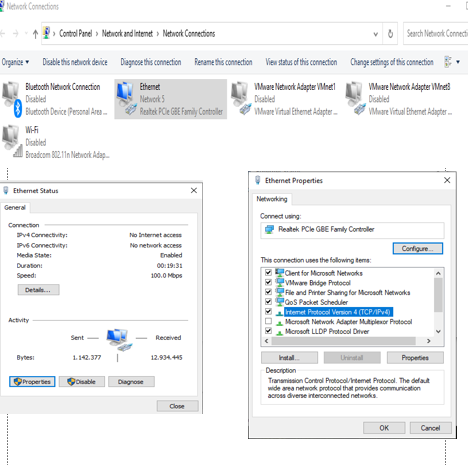 Network Connections
Control Panel > Network and Internet > Network Connections
Search Network Connecti
Organize
Disable this network device
Diagnose this connection
Rename this connection
View status of this connection
Change settings of this connection
Bluetooth Network Connection
Disabled
Bluetooth Device (Personal Area ...
Ethernet
Network 5
Realtek PCIe GBE Family Controller
VMware Network Adapter VMnet1
Disabled
VMware Virtual Ethernet Adapter ...
VMware Network Adapter VMnet8
Disabled
VMware Virtual Ethernet Adapter ...
Wi-Fi
Disabled
Broadcom 802.11n Network Adap...
Ethernet Status
General
Connection
IPv4 Connectivity: No Internet access
IPv6 Connectivity: No network access
Media State: Enabled
Duration: 00:19:31
Speed: 100.0 Mbps
Details...
Activity
Sent
Received
Bytes: 1.142.377 12.934.445
Properties
Disable
Diagnose
Close
Ethernet Properties
Networking
Connect using:
Realtek PCIe GBE Family Controller
Configure...
This connection uses the following items:
Client for Microsoft Networks
VMware Bridge Protocol
File and Printer Sharing for Microsoft Networks
QoS Packet Scheduler
Internet Protocol Version 4 (TCP/IPv4)
Microsoft Network Adapter Multiplexor Protocol
Microsoft LLDP Protocol Driver
Install...
Uninstall
Properties
Description
Transmission Control Protocol/Internet Protocol. The default
wide area network protocol that provides communication
across diverse interconnected networks.
OK
Cancel